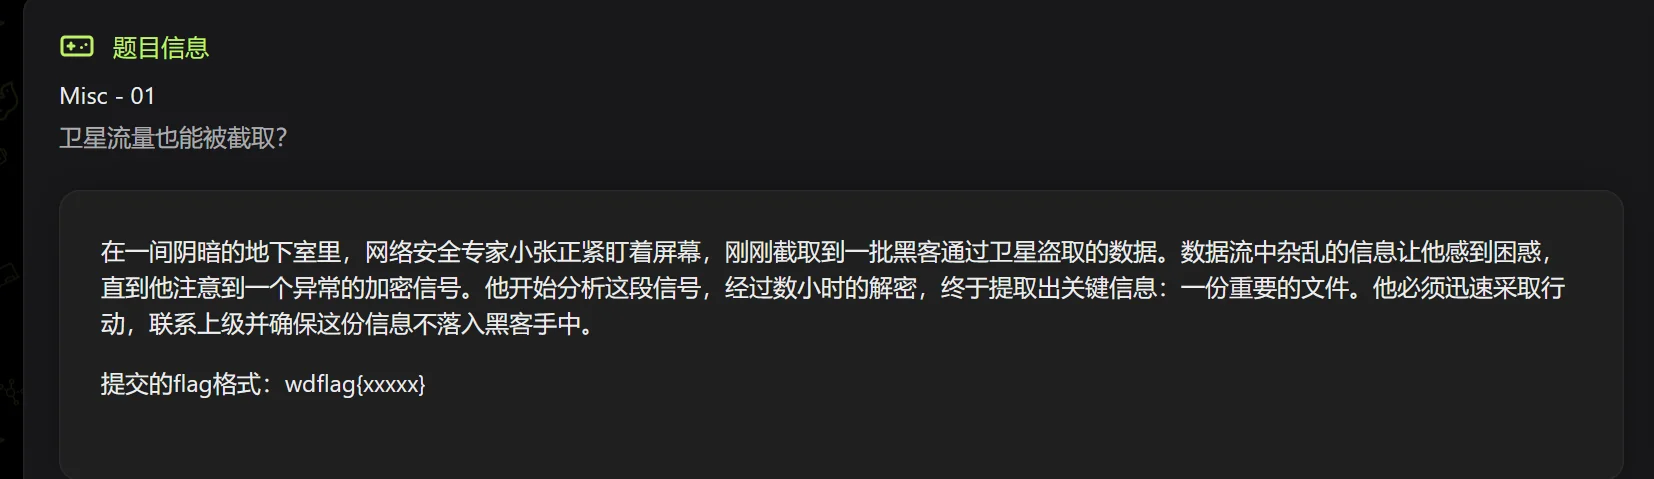 题目信息
Misc - 01
卫星流量也能被截取?
在一间阴暗的地下室里，网络安全专家小张正紧盯着屏幕，刚刚截取到一批黑客通过卫星盗取的数据。数据流中杂乱的信息让他感到困惑，
直到他注意到一个异常的加密信号。他开始分析这段信号，经过数小时的解密，终于提取出关键信息：一份重要的文件。他必须迅速采取行
动，联系上级并确保这份信息不落入黑客手中。
提交的flag格式：wdflag{xxxxx}